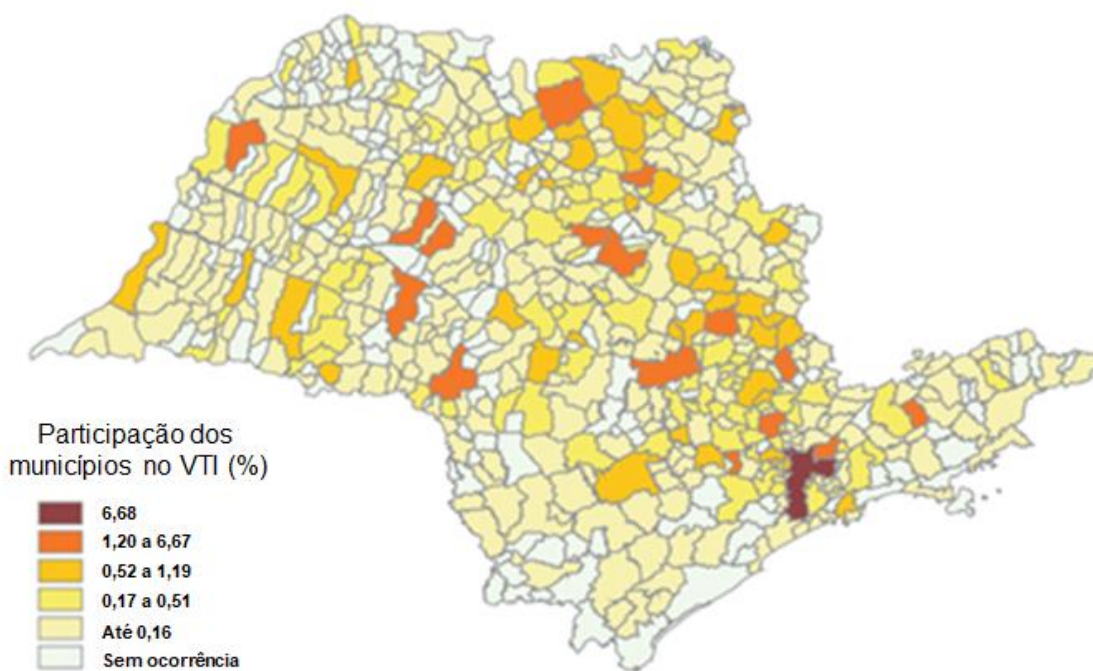 Participação dos
municípios no VTI (%)
6,68
1,20 a 6,67
0,52 a 1,19
0,17 a 0,51
Até 0,16
Sem ocorrência